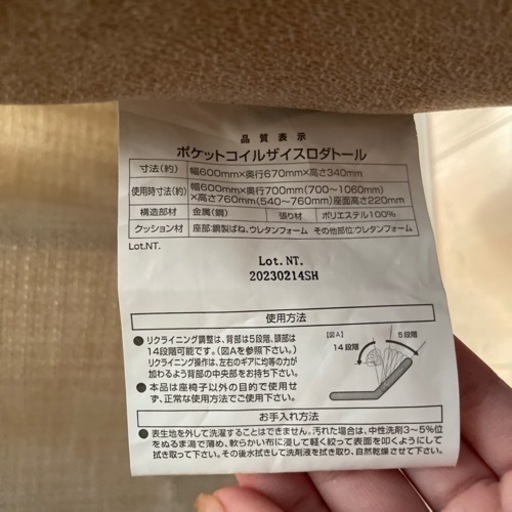 品質表示
ポケットコイルザイスロダトール
寸法(約) 幅600mm×奥行670mm×高さ340mm
使用時寸法(約) 幅600mm×奥行700mm(700～1060mm)
×高さ760mm(540～760mm)座面高さ220mm
構造部材 金属(鋼) 張り材 ポリエステル100%
クッション材 座部:鋼製ばね、ウレタンフォーム その他部位:ウレタンフォーム
Lot.NT.
Lot. NT.
20230214SH
使用方法
●リクライニング調整は、背部は5段階、頭部は
14段階可能です。(図Aを参照下さい。)
リクライニング操作は、左右のギアに均等の力が
加わるよう背部の中央部をお持ち下さい。
●本品は座椅子以外の目的で使用せ
ず、正常な使用方法でご使用下さい。
[図A]
14段階
5段階
お手入れ方法
●表生地を外して洗濯することはできません。汚れた場合は、中性洗剤3～5%位
をぬるま湯で薄め、軟らかい布に浸して軽く絞って表面を叩くようにして
拭き取って下さい。その後水拭きして洗剤液を拭き取り、自然乾燥させて下さい。